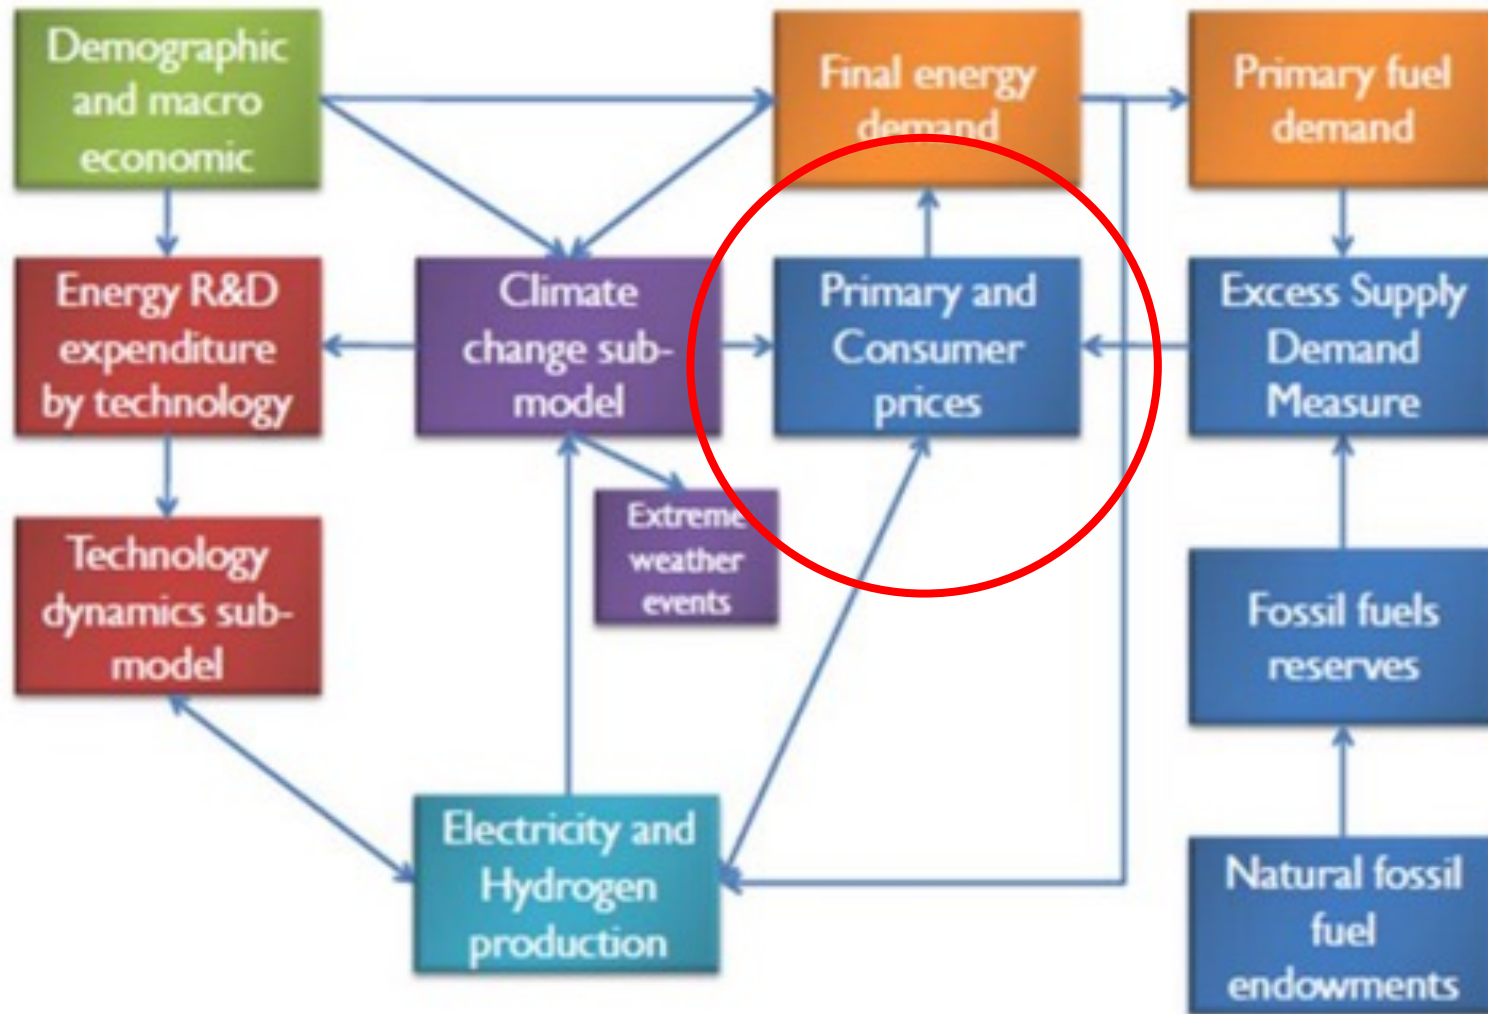 Demographic
and macro
economic
Final energy
demand
Primary fuel
demand
Energy R&D
expenditure
by technology
Climate
change sub-
model
Primary and
Consumer
prices
Excess Supply
Demand
Measure
Extreme
weather
events
Technology
dynamics sub-
model
Fossil fuels
reserves
Electricity and
Hydrogen
production
Natural fossil
fuel
endowments